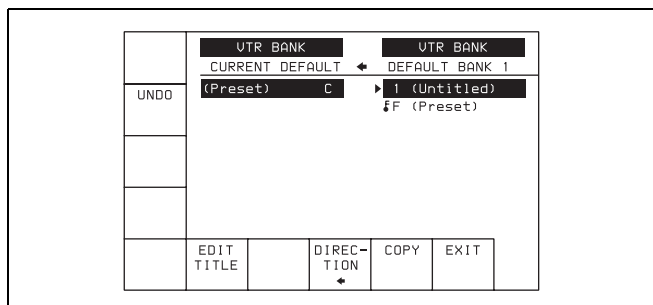 VTR BANK VTR BANK
CURRENT DEFAULT ← DEFAULT BANK 1
UNDO (Preset) C ▶ 1 (Untitled)
F (Preset)
EDIT TITLE DIREC-TION ← COPY EXIT